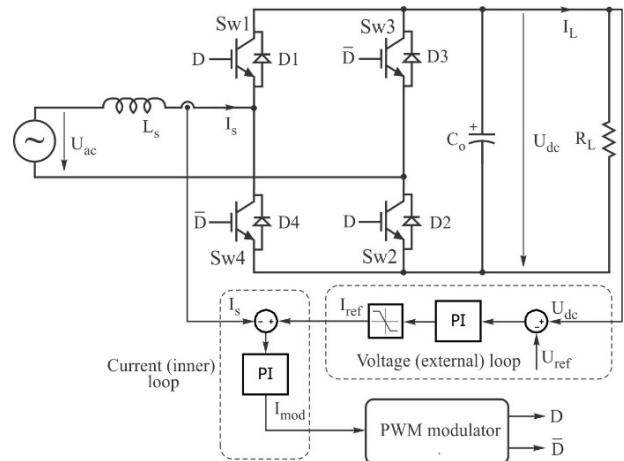 Sw1
Sw3
I_L
D
D1
D̅
D3
L_s
I_s
U_ac
C_o
+
U_dc
R_L
D̅
D4
D
D2
Sw4
Sw2
I_s
I_ref
U_dc
- +
PI
- +
Voltage (external) loop
U_ref
Current (inner)
loop
PI
I_mod
PWM modulator
D
D̅